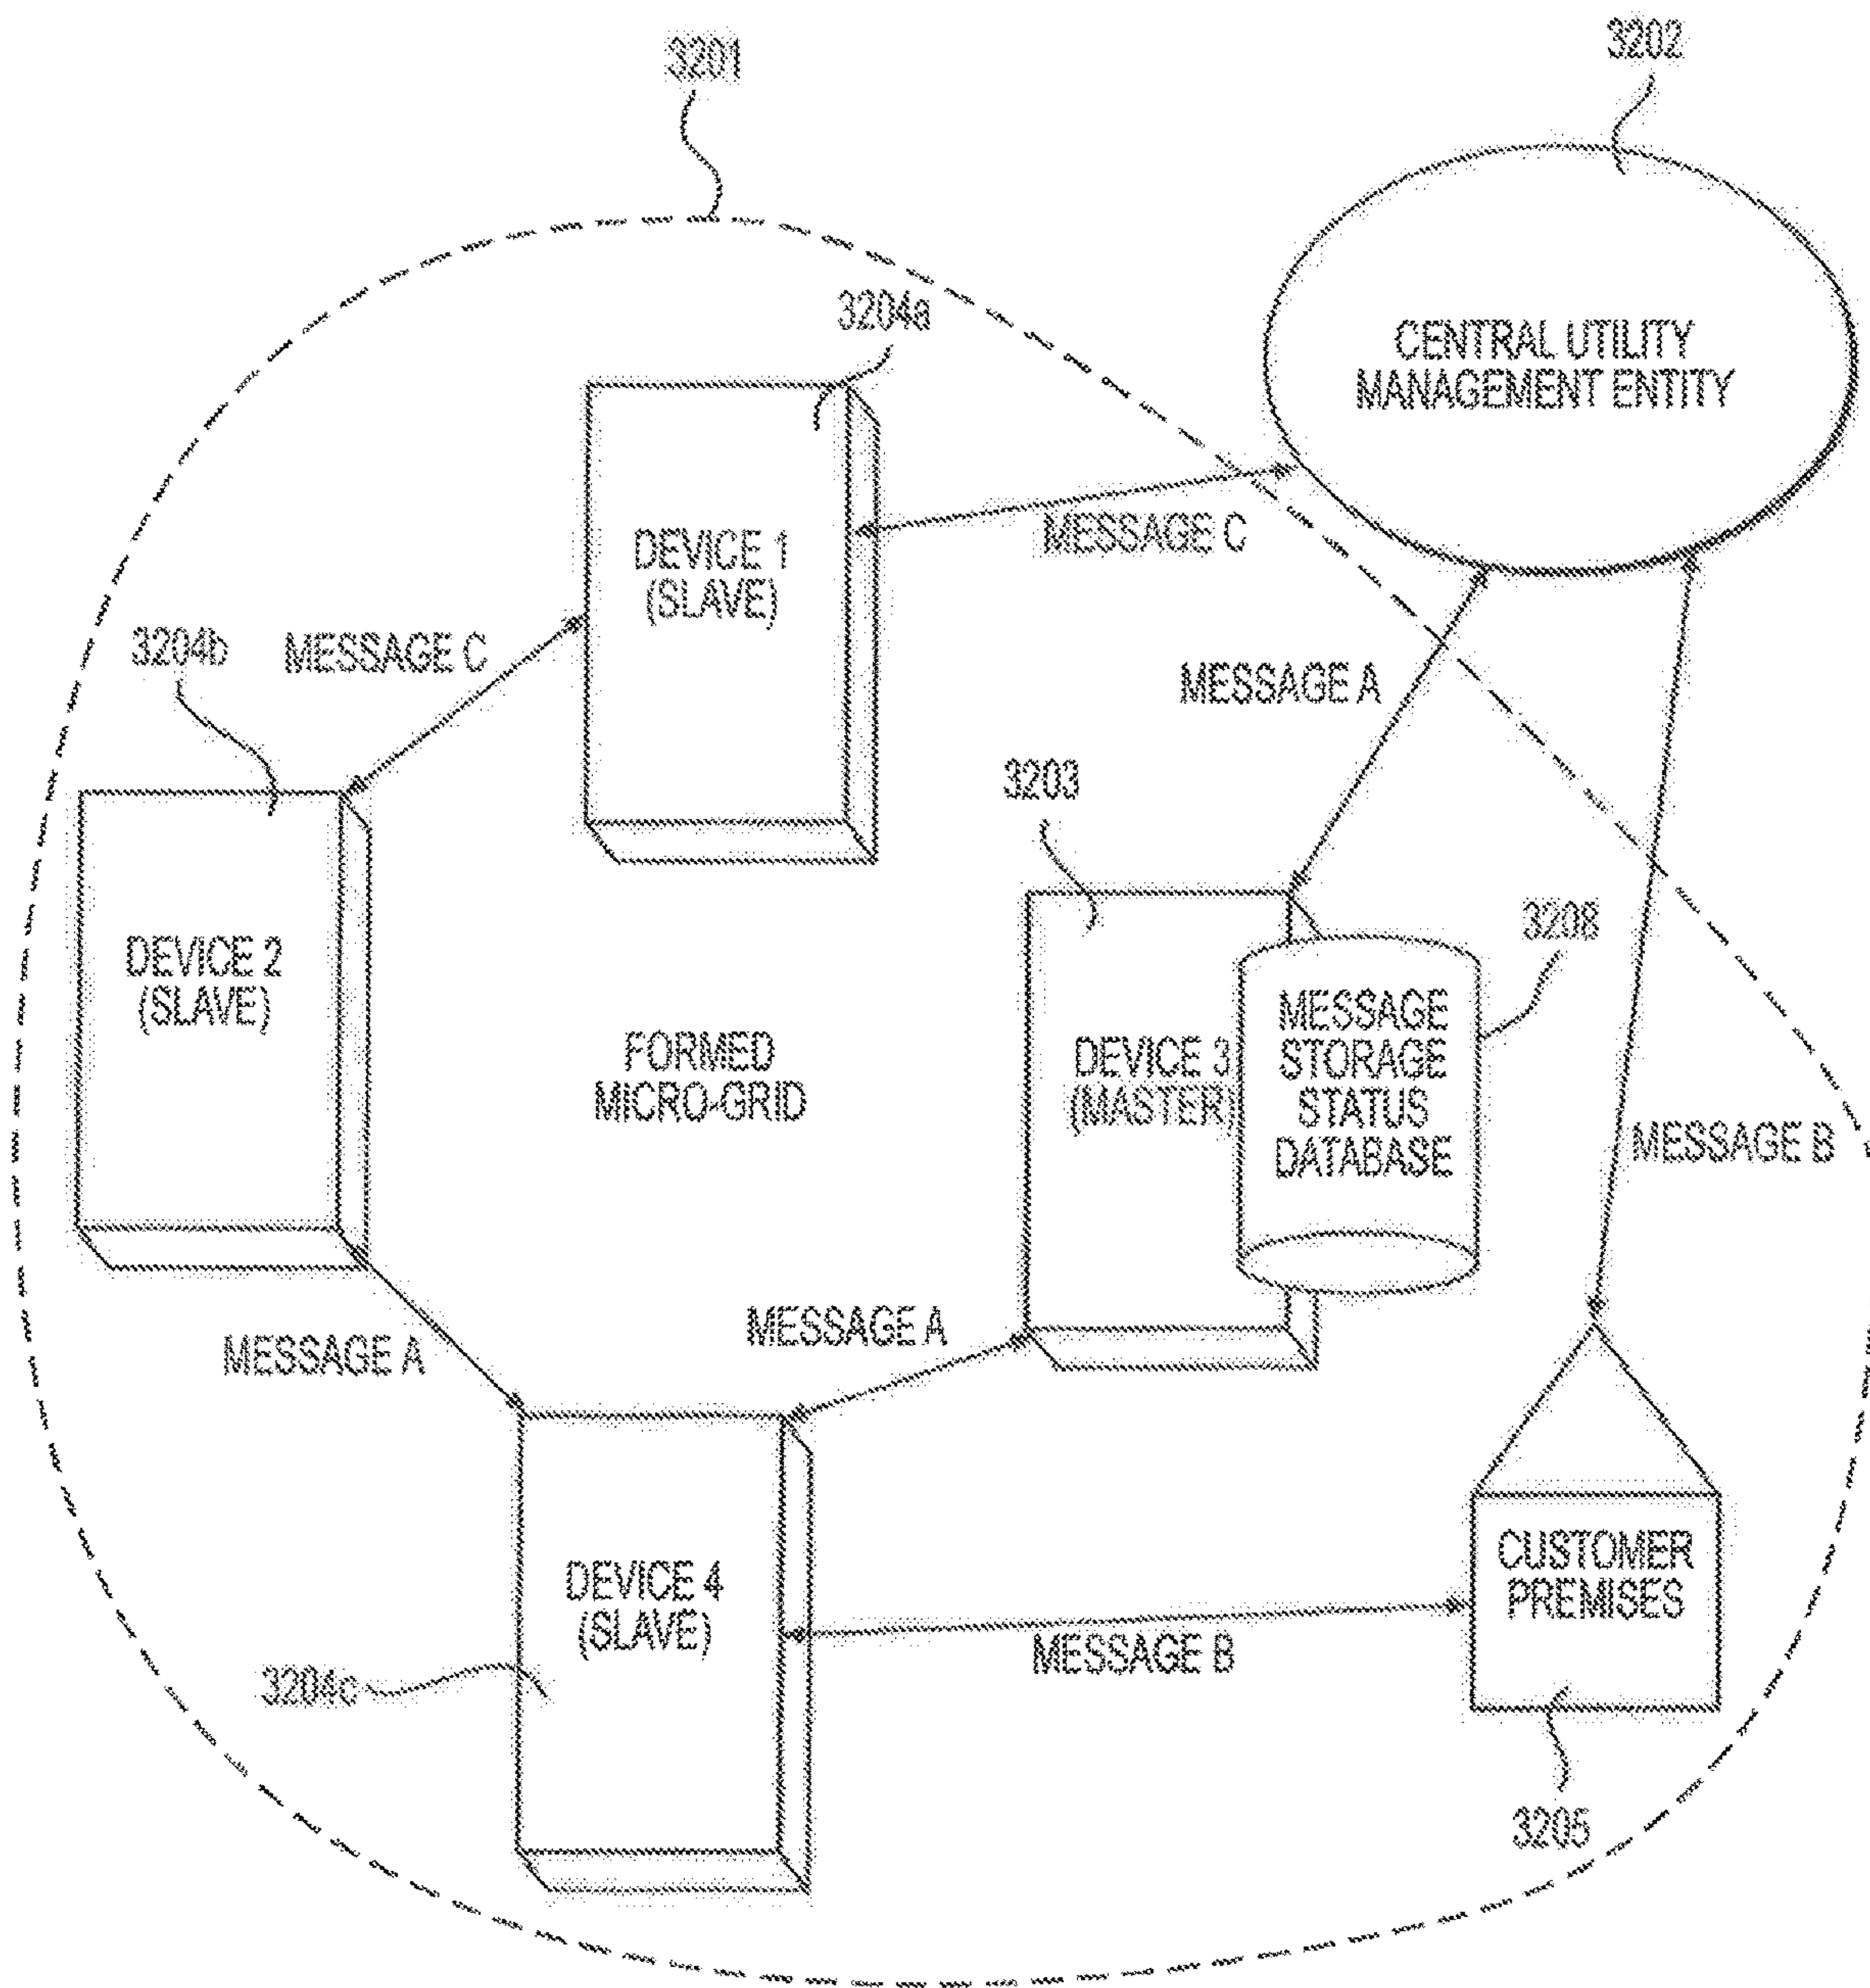 3201
3202
CENTRAL UTILITY
MANAGEMENT ENTITY
3204a
DEVICE 1
(SLAVE)
MESSAGE C
3204b
MESSAGE C
MESSAGE A
3203
DEVICE 2
(SLAVE)
FORMED
MICRO-GRID
DEVICE 3
(MASTER)
3208
MESSAGE
STORAGE
STATUS
DATABASE
MESSAGE B
MESSAGE A
MESSAGE A
DEVICE 4
(SLAVE)
3204c
MESSAGE B
CUSTOMER
PREMISES
3205